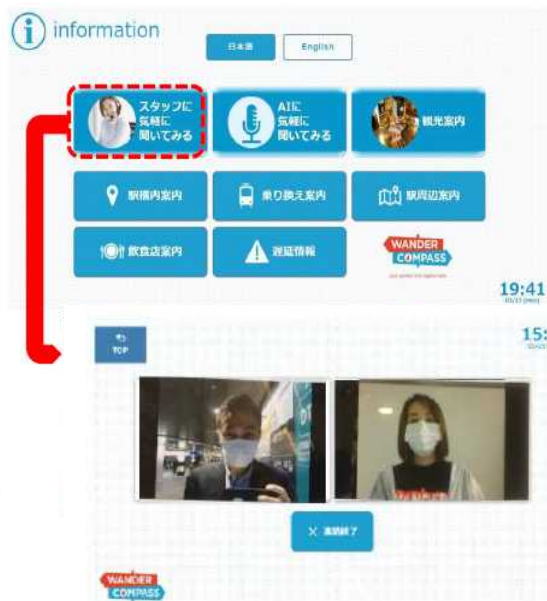 information
日本語
English
スタッフに
気軽に
聞いてみる
AIに
気軽に
聞いてみる
観光案内
駅構内案内
乗り換え案内
駅周辺案内
飲食店案内
遅延情報
WANDER
COMPASS
19:41
TOP
15:
× 通話終了
WANDER
COMPASS